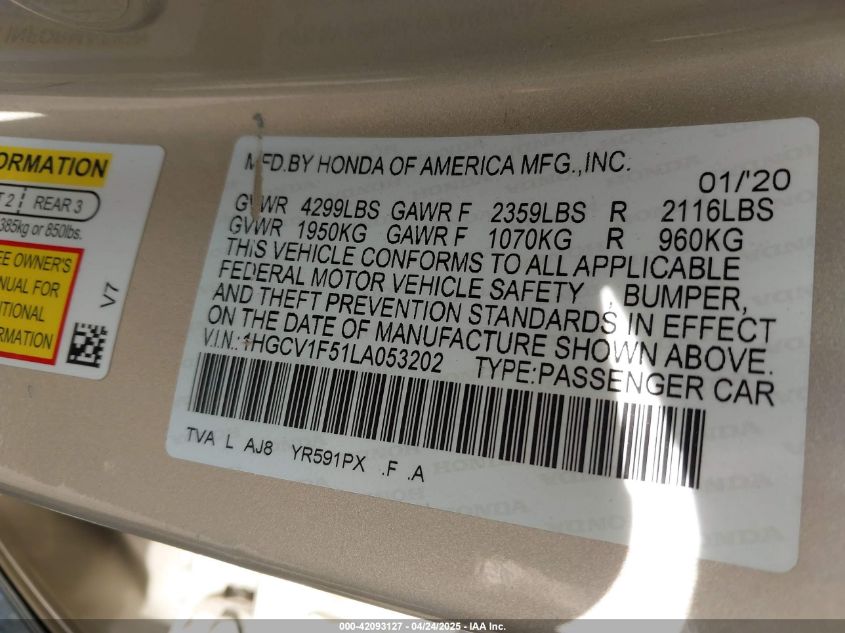 ORMATION
T 2 REAR 3
385kg or 850lbs.
EE OWNER'S
NUAL FOR
ITIONAL
RMATION
V7
MFD.BY HONDA OF AMERICA MFG.,INC.
01/'20
GVWR 4299LBS GAWR F 2359LBS R 2116LBS
GVWR 1950KG GAWR F 1070KG R 960KG
THIS VEHICLE CONFORMS TO ALL APPLICABLE
FEDERAL MOTOR VEHICLE SAFETY , BUMPER,
AND THEFT PREVENTION STANDARDS IN EFFECT
ON THE DATE OF MANUFACTURE SHOWN ABOVE.
V.I.N.: 1HGCV1F51LA053202 TYPE:PASSENGER CAR
TVA L AJ8 YR591PX .F .A
000-42093127 - 04/24/2025 - IAA Inc.